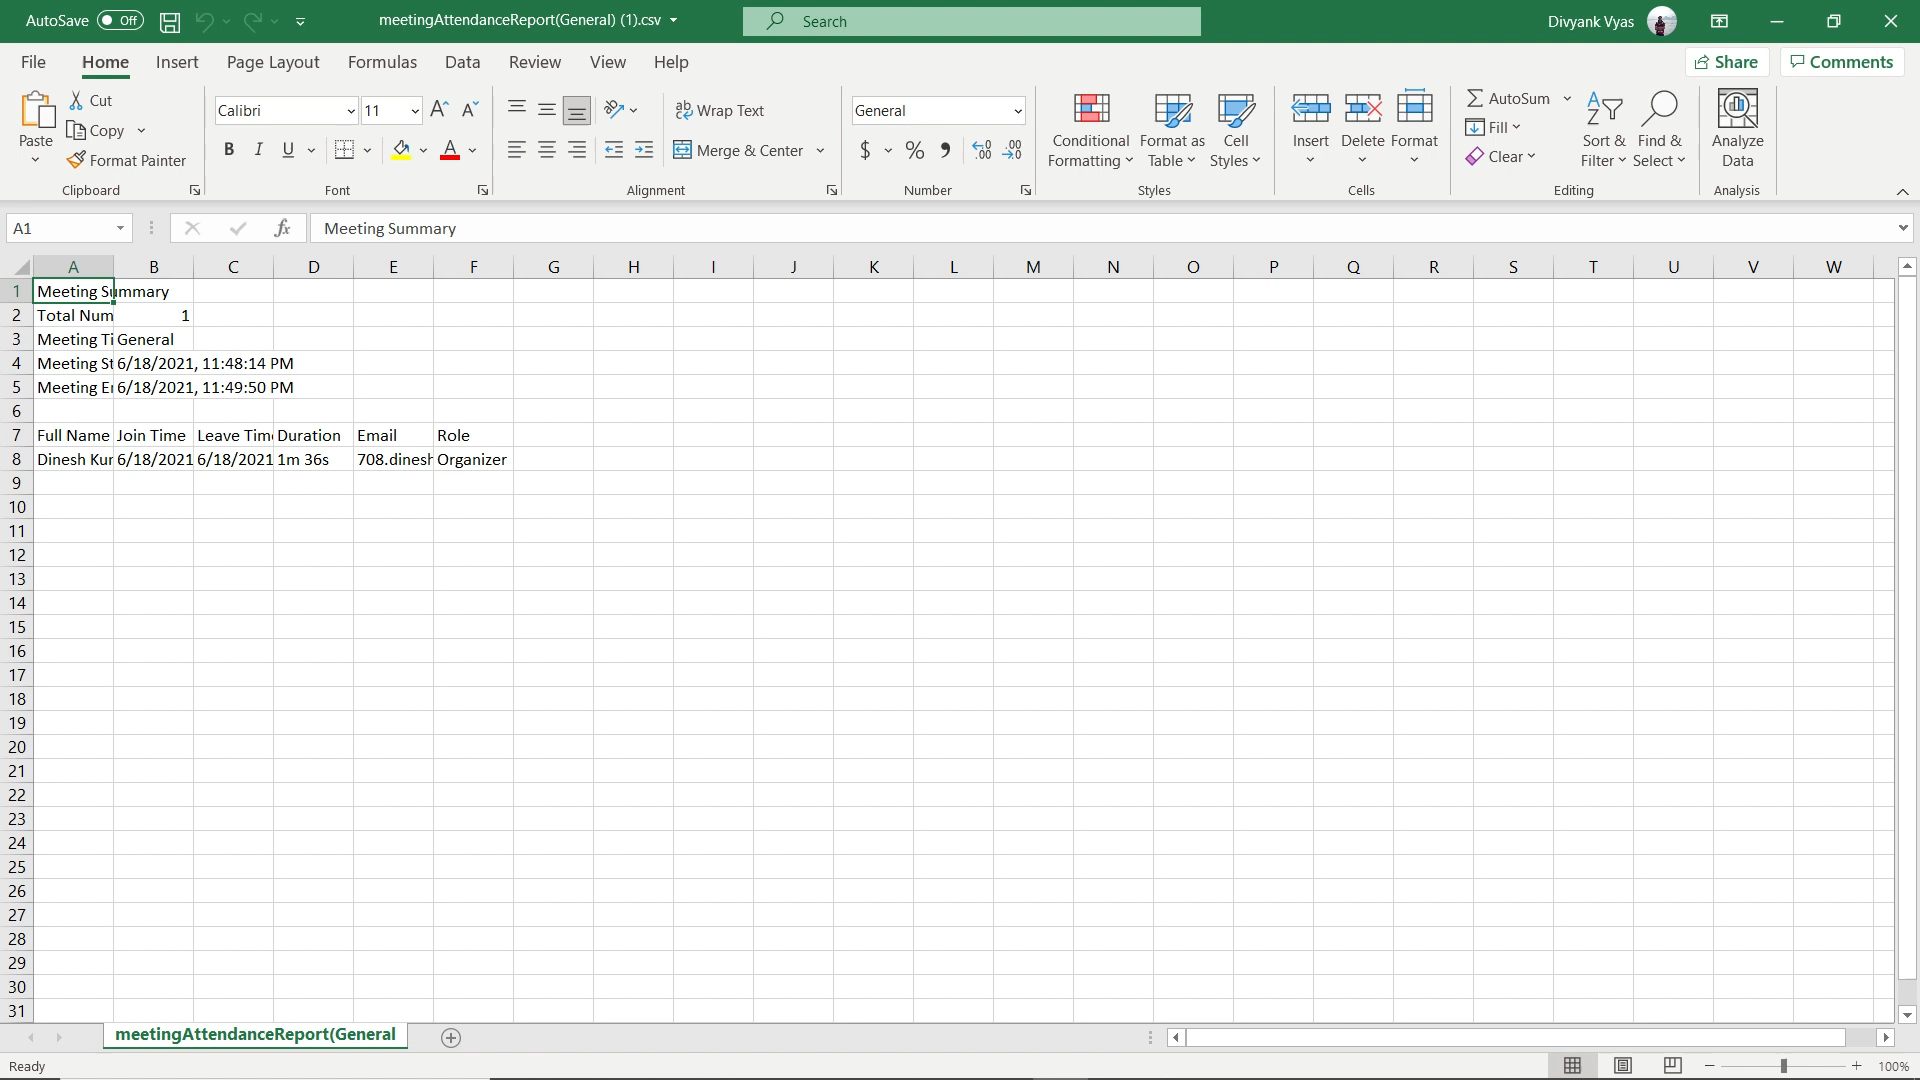 AutoSave Off meetingAttendanceReport(General) (1).csv Search Divyank Vyas
File Home Insert Page Layout Formulas Data Review View Help Share Comments
Paste
Cut
Copy
Format Painter
Clipboard
Calibri 11
B I U A
Font
Wrap Text
Merge & Center
Alignment
General
$ % ,
Number
Conditional Formatting
Format as Table
Cell Styles
Styles
Insert Delete Format
Cells
AutoSum
Fill
Clear
Sort & Filter
Find & Select
Editing
Analyze Data
Analysis
A1 fx Meeting Summary
A B C D E F G H I J K L M N O P Q R S T U V W
1 Meeting Summary
2 Total Num 1
3 Meeting Ti General
4 Meeting St 6/18/2021, 11:48:14 PM
5 Meeting En 6/18/2021, 11:49:50 PM
6
7 Full Name Join Time Leave Time Duration Email Role
8 Dinesh Kur 6/18/2021 6/18/2021 1m 36s 708.dinesh Organizer
9
10
11
12
13
14
15
16
17
18
19
20
21
22
23
24
25
26
27
28
29
30
31
meetingAttendanceReport(General
Ready 100%